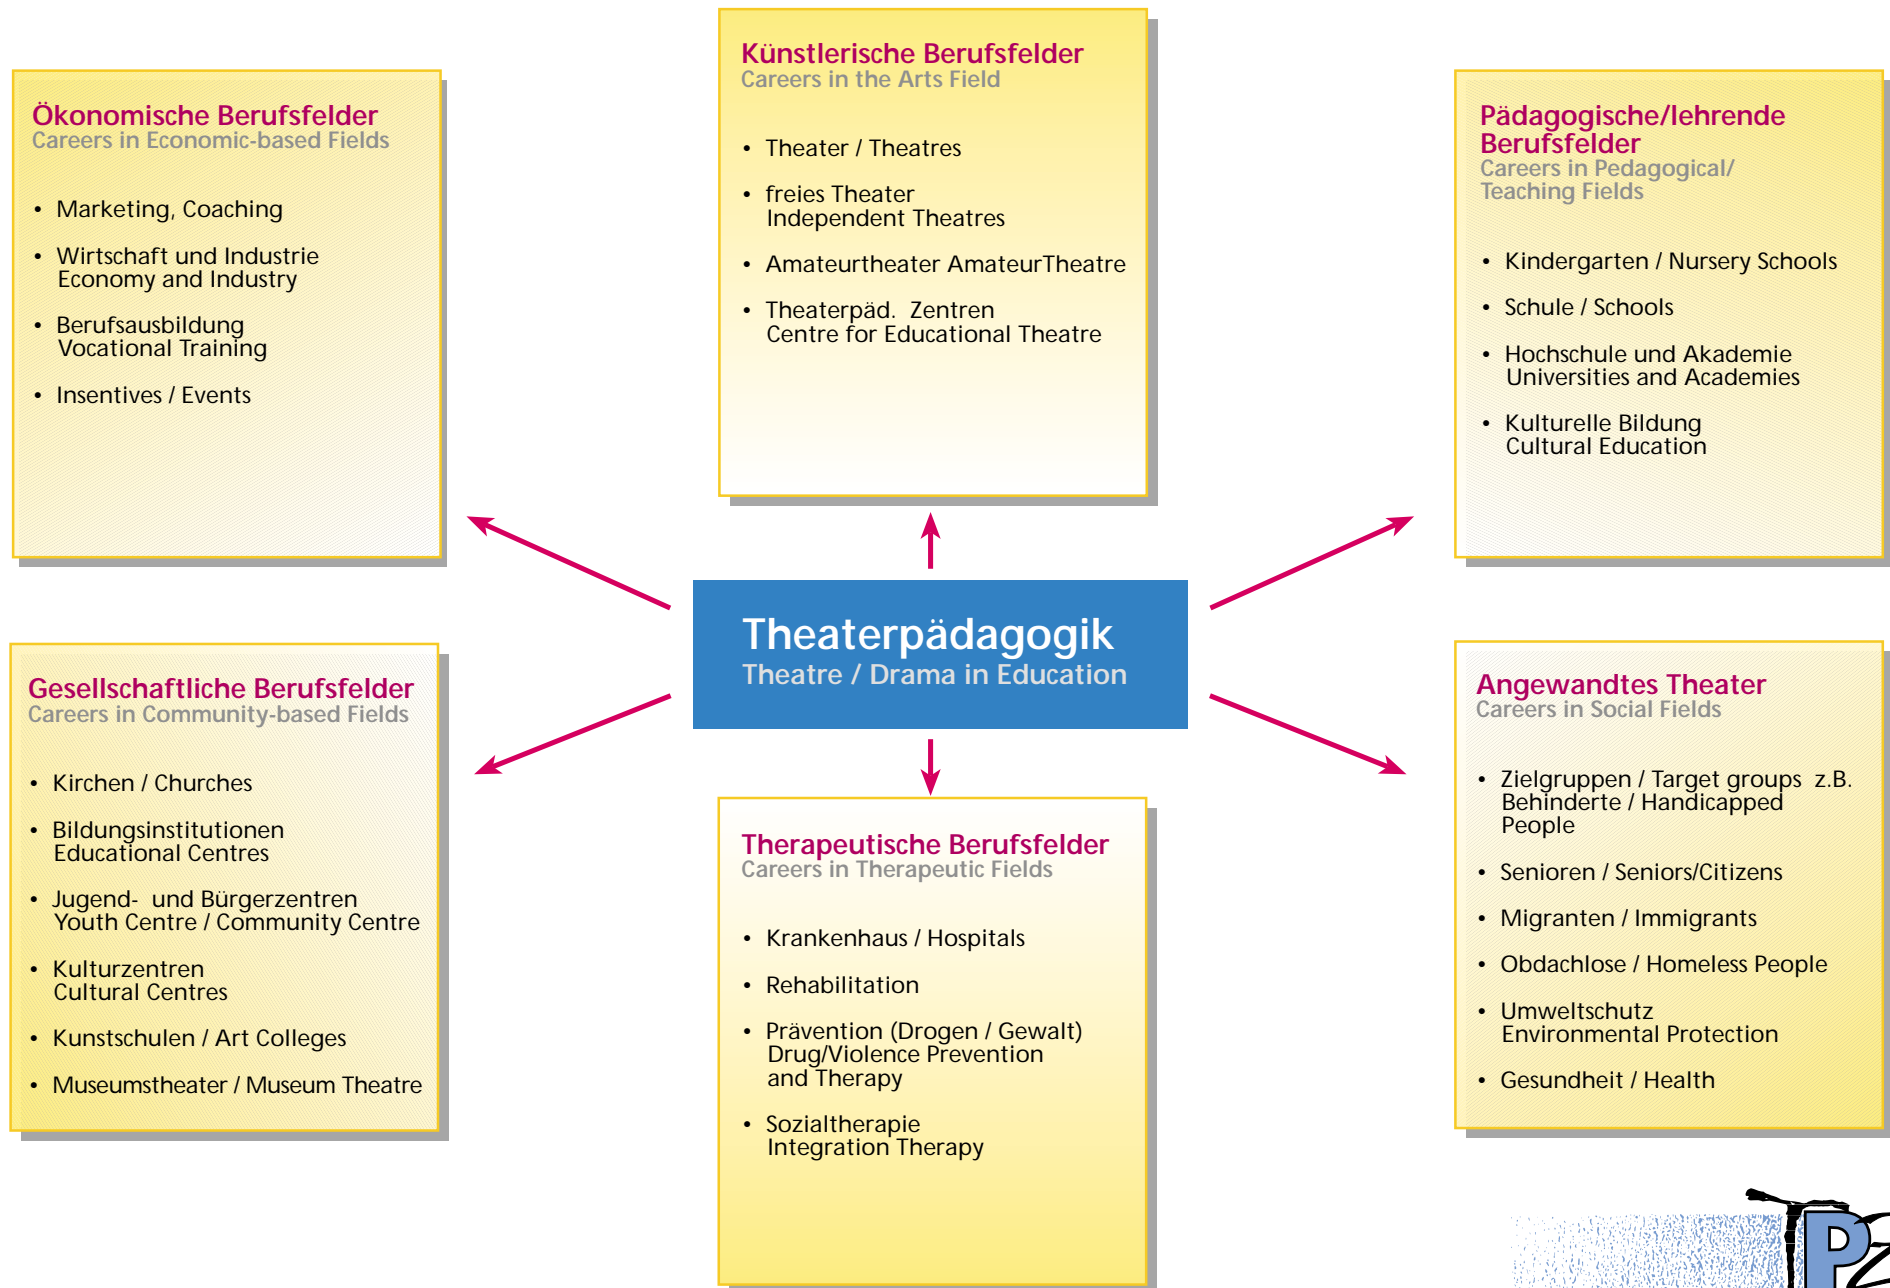 Ökonomische Berufsfelder
Careers in Economic-based Fields
• Marketing, Coaching
• Wirtschaft und Industrie
Economy and Industry
• Berufsausbildung
Vocational Training
• Insentives / Events
Künstlerische Berufsfelder
Careers in the Arts Field
• Theater / Theatres
• freies Theater
Independent Theatres
• Amateurtheater AmateurTheatre
• Theaterpäd. Zentren
Centre for Educational Theatre
Pädagogische/lehrende
Berufsfelder
Careers in Pedagogical/
Teaching Fields
• Kindergarten / Nursery Schools
• Schule / Schools
• Hochschule und Akademie
Universities and Academies
• Kulturelle Bildung
Cultural Education
Theaterpädagogik
Theatre / Drama in Education
Gesellschaftliche Berufsfelder
Careers in Community-based Fields
• Kirchen / Churches
• Bildungsinstitutionen
Educational Centres
• Jugend- und Bürgerzentren
Youth Centre / Community Centre
• Kulturzentren
Cultural Centres
• Kunstschulen / Art Colleges
• Museumstheater / Museum Theatre
Therapeutische Berufsfelder
Careers in Therapeutic Fields
• Krankenhaus / Hospitals
• Rehabilitation
• Prävention (Drogen / Gewalt)
Drug/Violence Prevention
and Therapy
• Sozialtherapie
Integration Therapy
Angewandtes Theater
Careers in Social Fields
• Zielgruppen / Target groups z.B.
Behinderte / Handicapped
People
• Senioren / Seniors/Citizens
• Migranten / Immigrants
• Obdachlose / Homeless People
• Umweltschutz
Environmental Protection
• Gesundheit / Health
TPZ